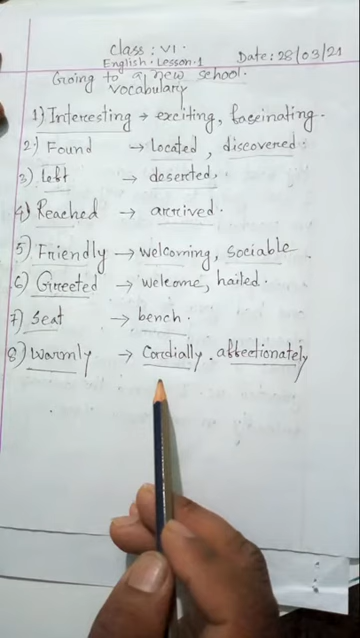 Class : VI.
English. Lesson.1 Date: 28/03/21
Going to a new school.
Vocabulary
1) Interesting → exciting, fascinating.
2) Found → located, discovered.
3) left → deserted.
4) Reached → arrived.
5) Friendly → welcoming, sociable.
6) Greeted → welcome, hailed.
7) Seat → bench.
8) Warmly → Cordially. affectionately